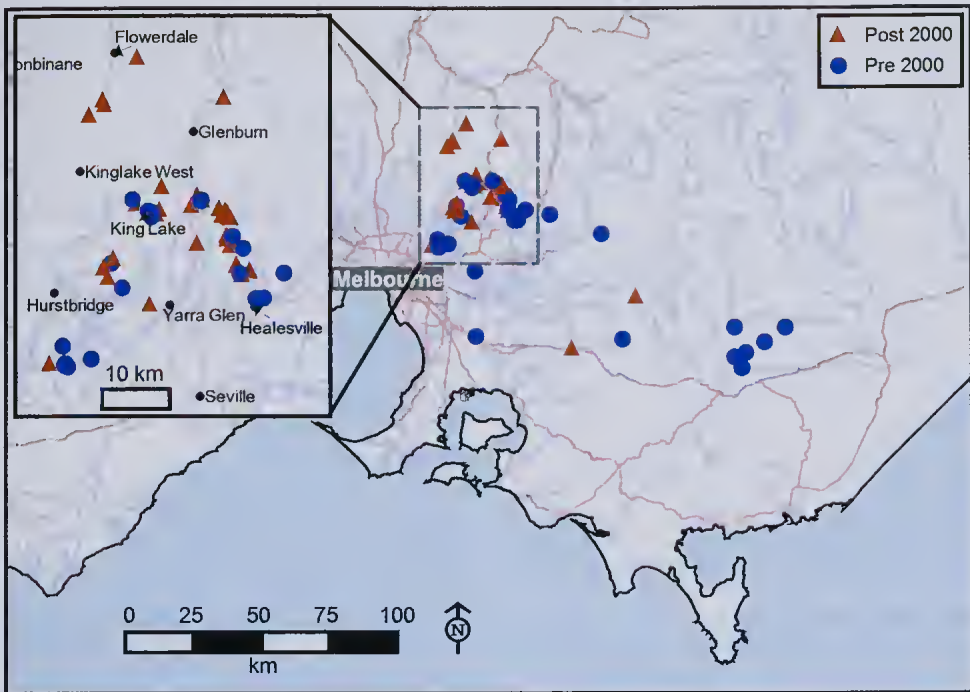 Flowerdale
onbinane
Glenburn
Kinglake West
King Lake
Hurstbridge
Yarra Glen
Healesville
10 km
Seville
Post 2000
Pre 2000
Melbourne
0 25 50 75 100
km
N